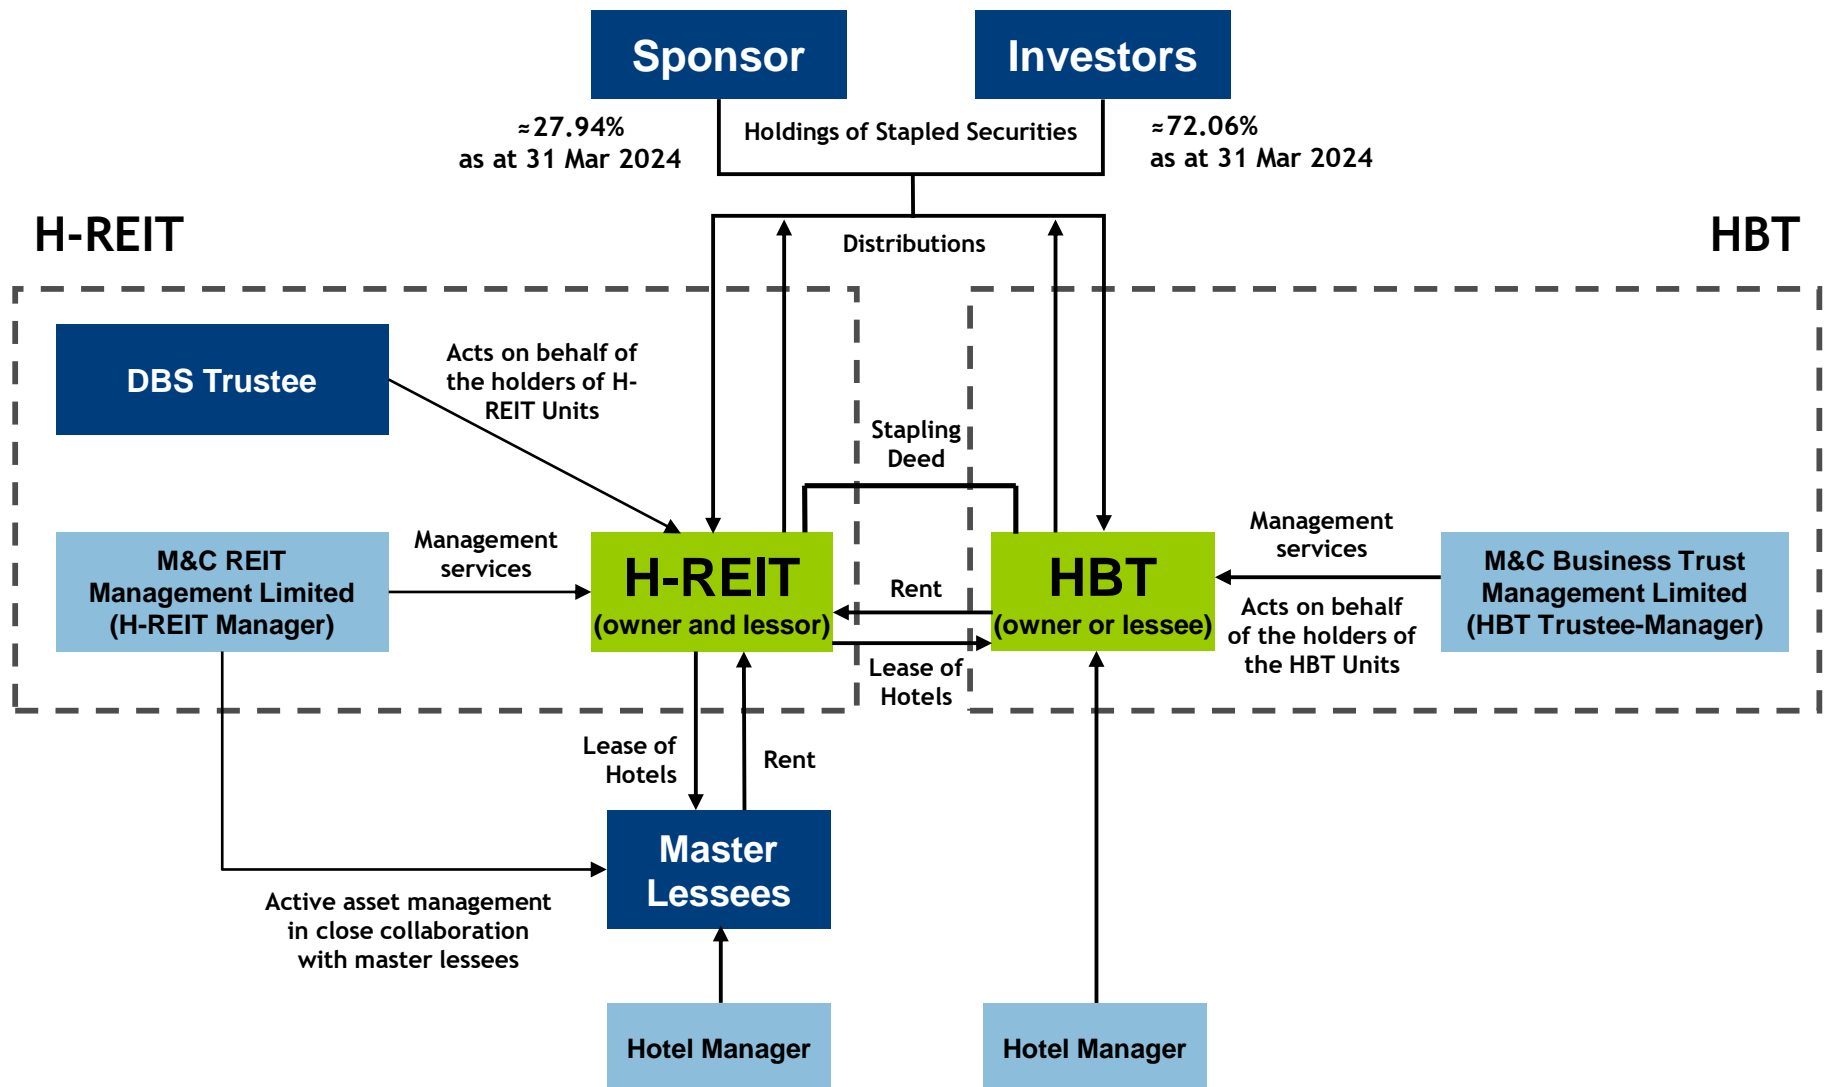 Sponsor
Investors
≈27.94%
as at 31 Mar 2024
Holdings of Stapled Securities
≈72.06%
as at 31 Mar 2024
H-REIT
Distributions
HBT
DBS Trustee
Acts on behalf of
the holders of H-
REIT Units
Stapling
Deed
M&C REIT
Management Limited
(H-REIT Manager)
Management
services
H-REIT
(owner and lessor)
Rent
Lease of
Hotels
HBT
(owner or lessee)
Management
services
Acts on behalf
of the holders of
the HBT Units
M&C Business Trust
Management Limited
(HBT Trustee-Manager)
Lease of
Hotels
Rent
Master
Lessees
Active asset management
in close collaboration
with master lessees
Hotel Manager
Hotel Manager